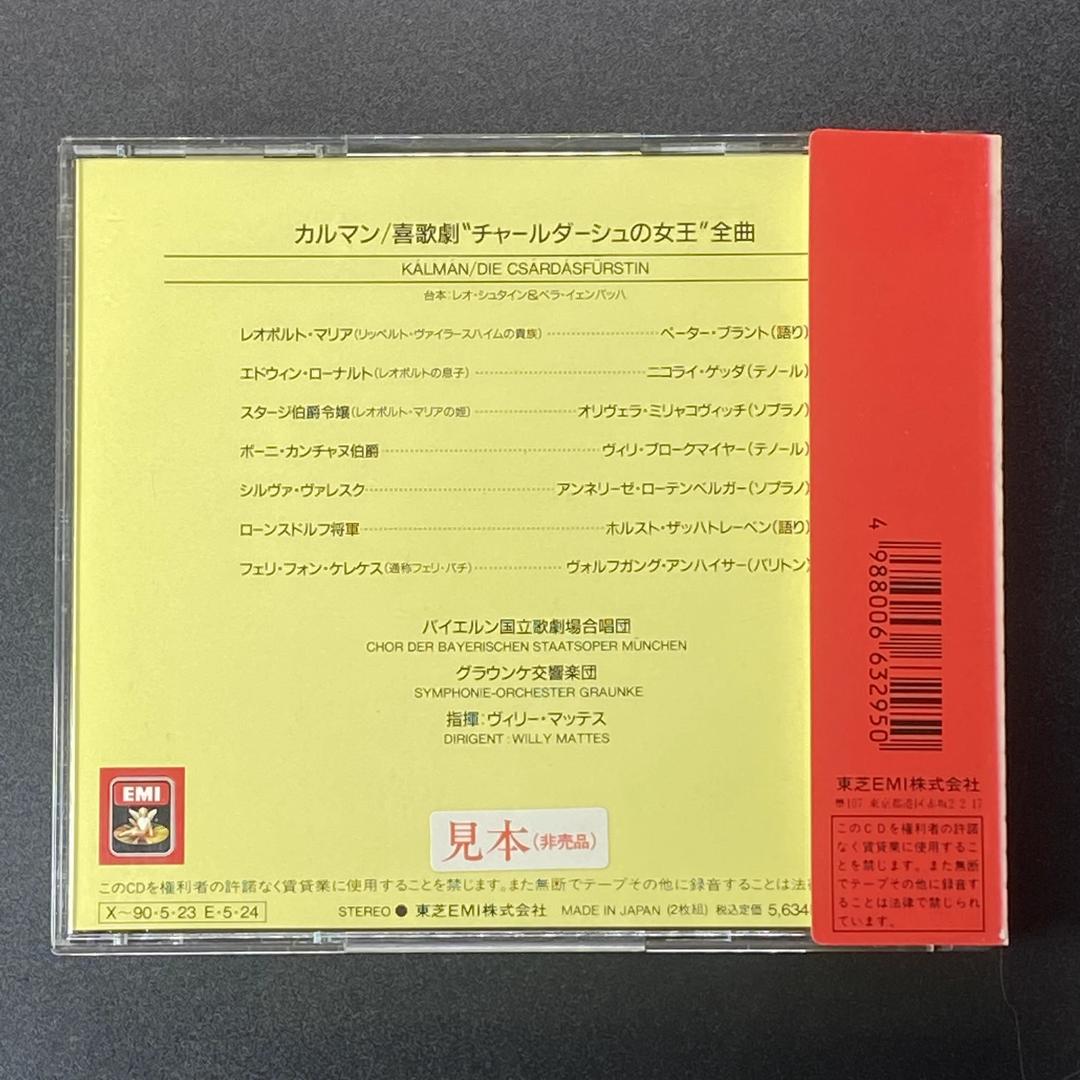 カルマン/喜歌劇“チャールダーシュの女王”全曲
KÁLMÁN/DIE CSÁRDÁSFÜRSTIN
台本:レオ・シュタイン&ベラ・イェンバッハ
レオポルト・マリア(リッペルト・ヴァイラースハイムの貴族)‥‥‥ペーター・ブラント(語り)
エドウィン・ローナルト(レオポルトの息子)‥‥‥ニコライ・ゲッダ(テノール)
スタージ伯爵令嬢(レオポルト・マリアの姪)‥‥‥オリヴェラ・ミリャコヴィッチ(ソプラノ)
ボーニ・カンチャヌ伯爵‥‥‥ヴィリ・ブロークマイヤー(テノール)
シルヴァ・ヴァレスク‥‥‥アンネリーゼ・ローテンベルガー(ソプラノ)
ローンスドルフ将軍‥‥‥ホルスト・ザッハトレーベン(語り)
フェリ・フォン・ケレケス(通称フェリ・バチ)‥‥‥ヴォルフガング・アンハイサー(バリトン)
バイエルン国立歌劇場合唱団
CHOR DER BAYERISCHEN STAATSOPER MÜNCHEN
グラウンケ交響楽団
SYMPHONIE-ORCHESTER GRAUNKE
指揮:ヴィリー・マッテス
DIRIGENT:WILLY MATTES
EMI
見本(非売品)
このCDを権利者の許諾なく賃貸業に使用することを禁じます。また無断でテープその他に録音することは法
X〜90・5・23 E・5・24
STEREO ● 東芝EMI株式会社 MADE IN JAPAN (2枚組) 税込定価 5,634
4 988006 632950
東芝EMI株式会社
〒107 東京都港区赤坂2-2-17
このCDを権利者の許諾
なく賃貸業に使用するこ
とを禁じます。また無断
でテープその他に録音す
ることは法律で禁じられ
ています。